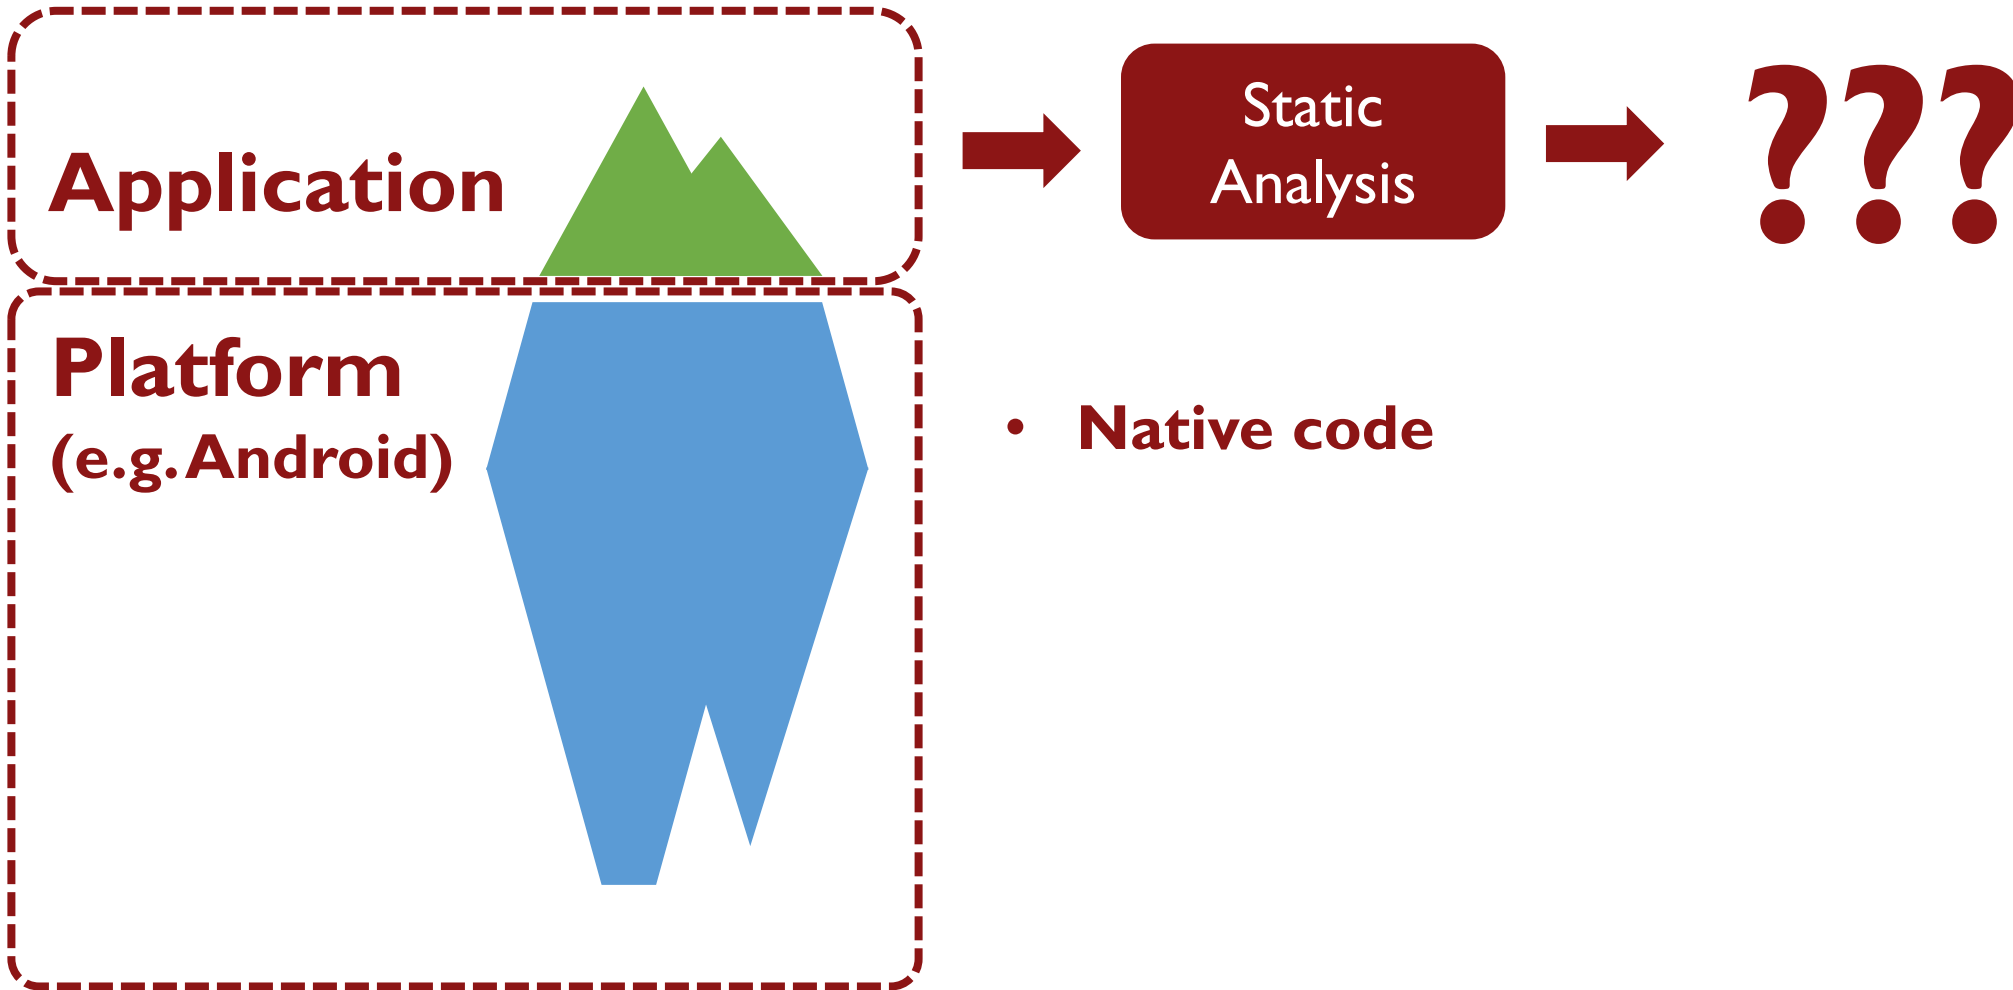 Application
Static
Analysis
???
Platform
(e.g. Android)
• Native code